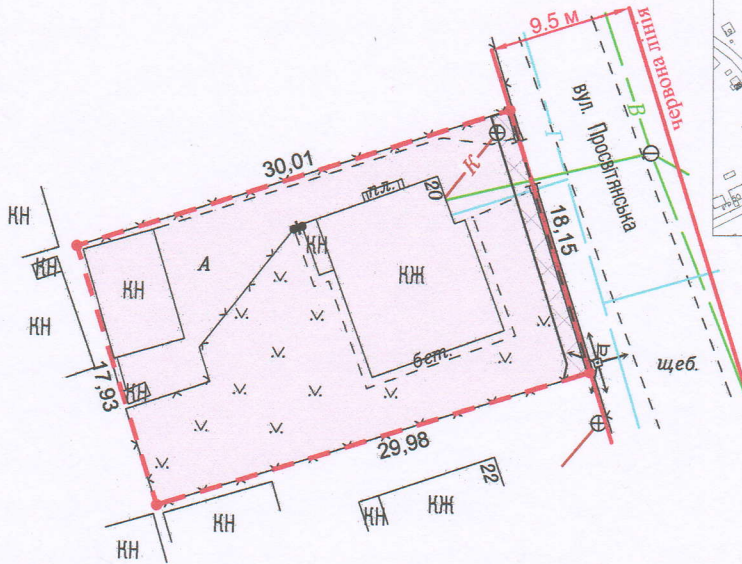 9.5 м
червона лінія
В
Г
вул. Просвітянська
К
30,01
20
п.п.
18,15
КН
КН
КН
КН
А
КН
КЖ
бет.
щеб.
17,93
КН
29,98
22
КЖ
КН
КН
КН